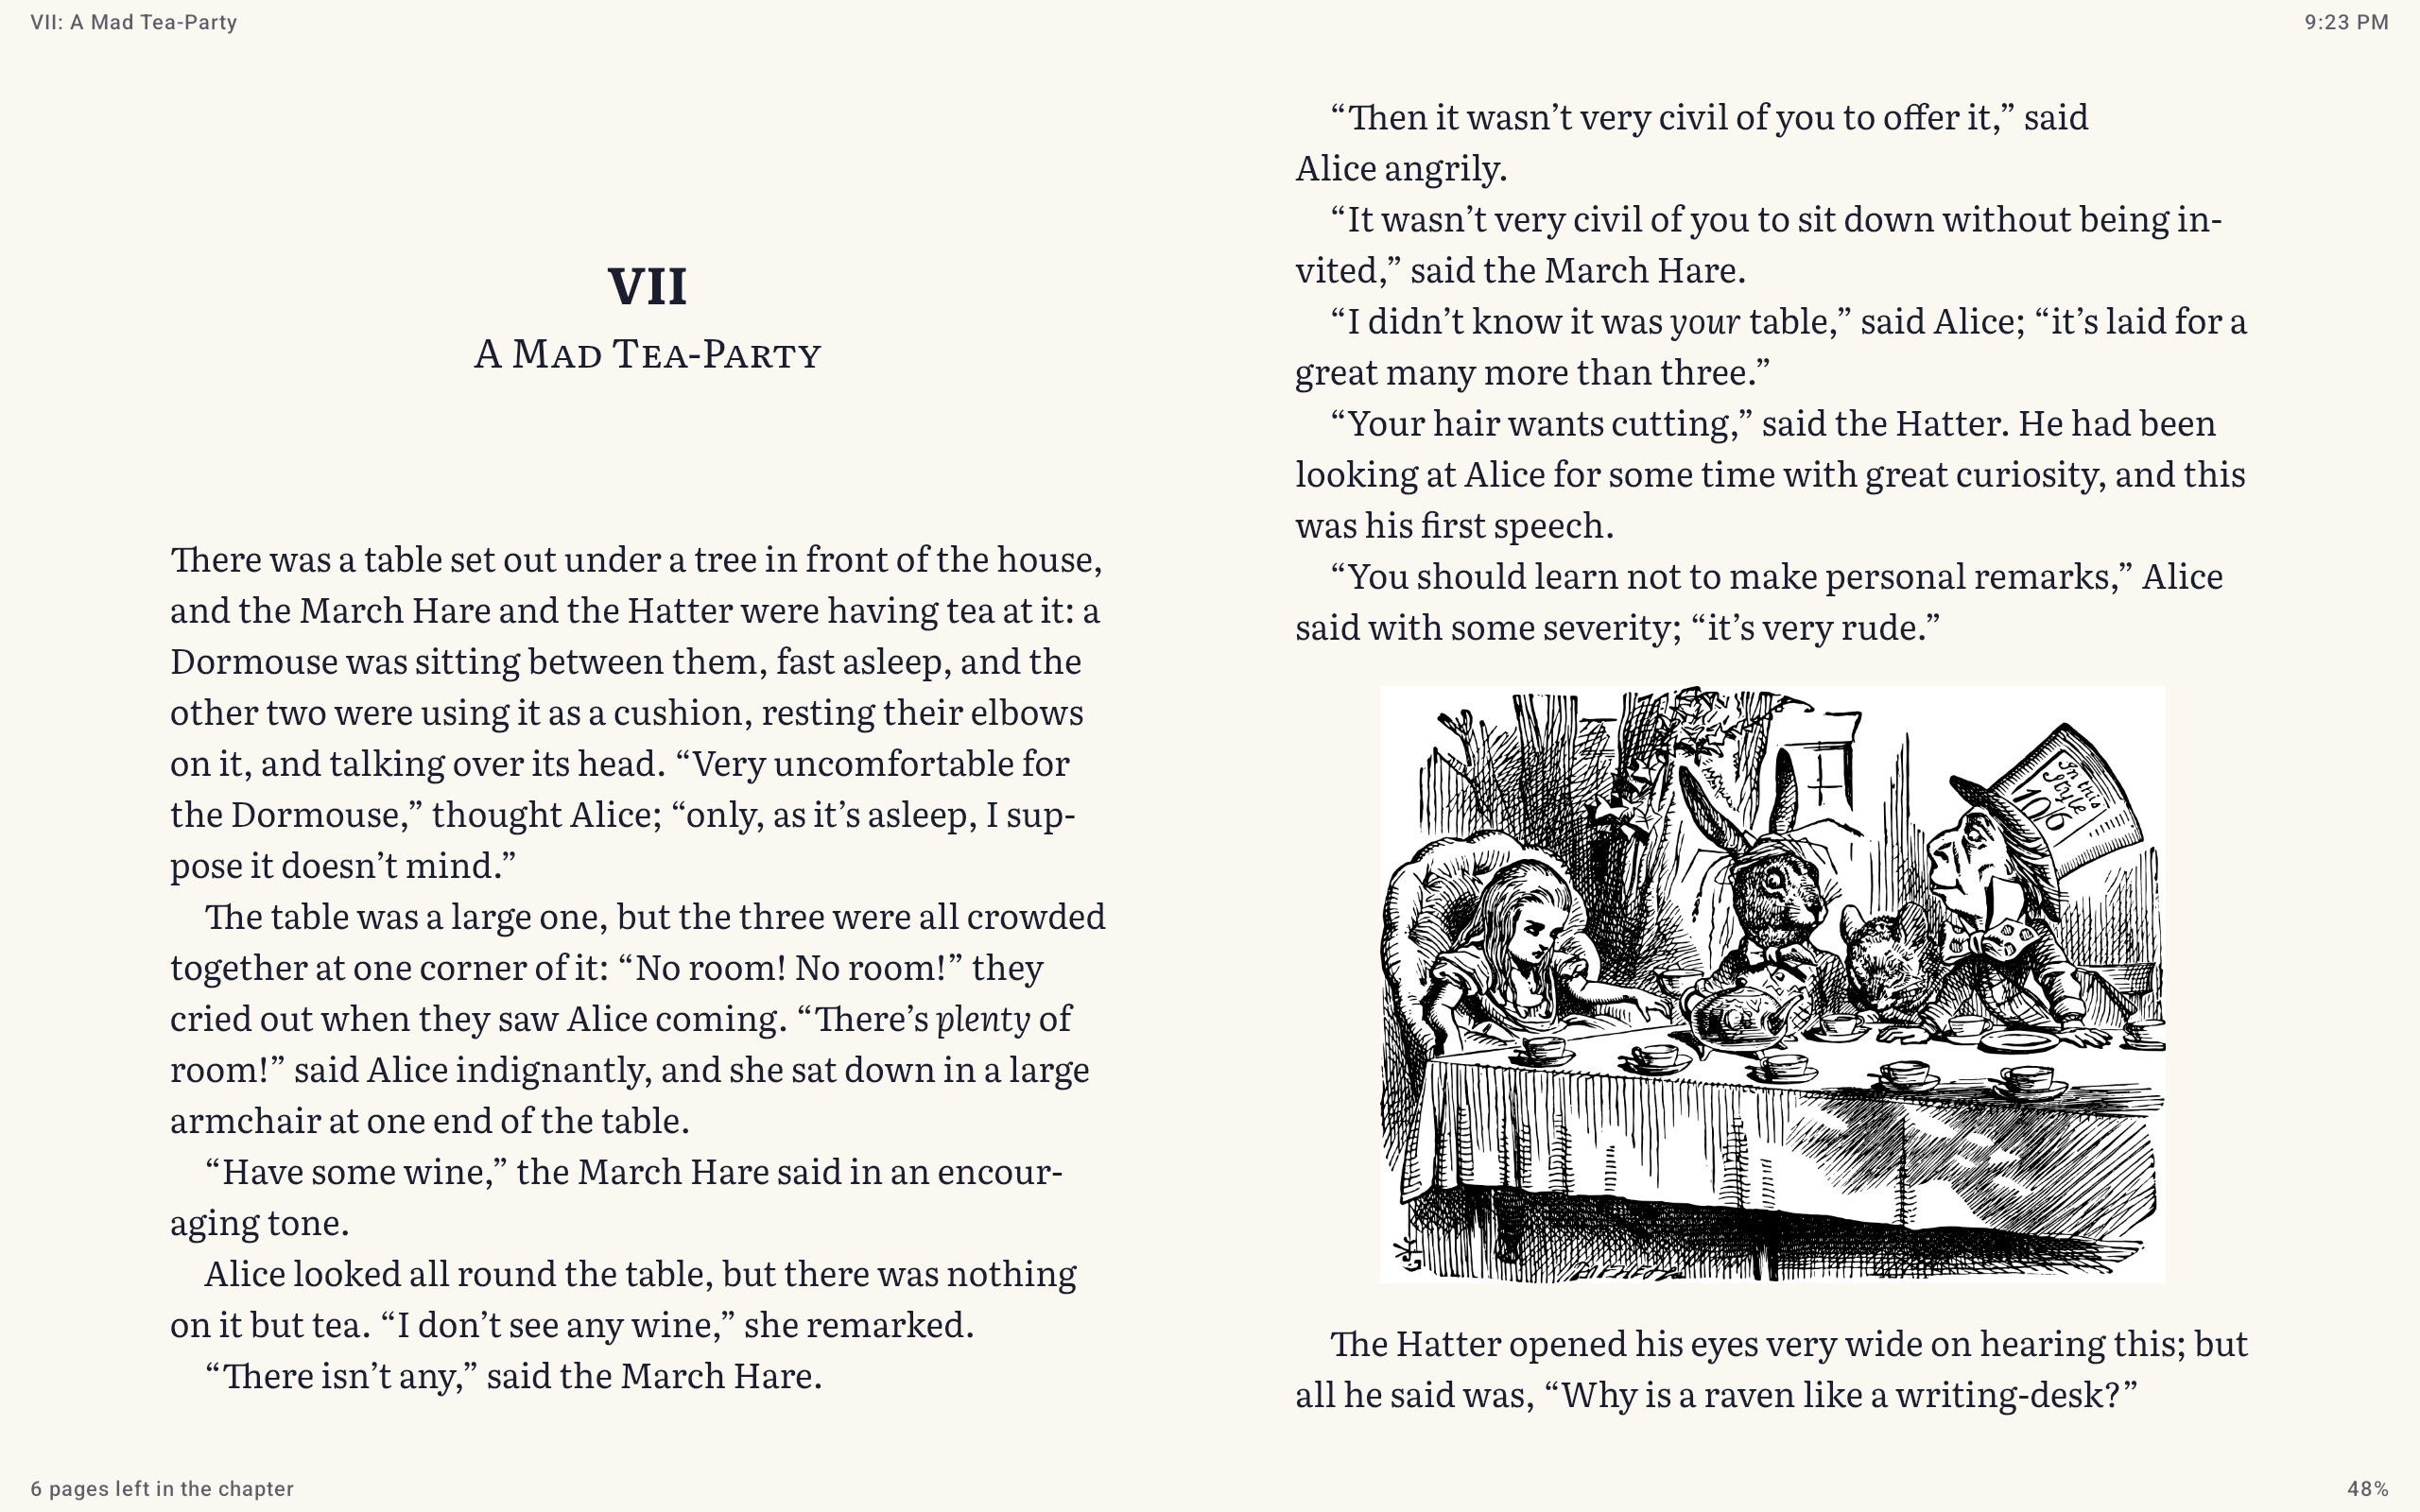 VII: A Mad Tea-Party
9:23 PM
VII
A Mad Tea-Party
There was a table set out under a tree in front of the house,
and the March Hare and the Hatter were having tea at it: a
Dormouse was sitting between them, fast asleep, and the
other two were using it as a cushion, resting their elbows
on it, and talking over its head. “Very uncomfortable for
the Dormouse,” thought Alice; “only, as it’s asleep, I sup-
pose it doesn’t mind.”
The table was a large one, but the three were all crowded
together at one corner of it: “No room! No room!” they
cried out when they saw Alice coming. “There’s plenty of
room!” said Alice indignantly, and she sat down in a large
armchair at one end of the table.
“Have some wine,” the March Hare said in an encour-
aging tone.
Alice looked all round the table, but there was nothing
on it but tea. “I don’t see any wine,” she remarked.
“There isn’t any,” said the March Hare.
“Then it wasn’t very civil of you to offer it,” said
Alice angrily.
“It wasn’t very civil of you to sit down without being in-
vited,” said the March Hare.
“I didn’t know it was your table,” said Alice; “it’s laid for a
great many more than three.”
“Your hair wants cutting,” said the Hatter. He had been
looking at Alice for some time with great curiosity, and this
was his first speech.
“You should learn not to make personal remarks,” Alice
said with some severity; “it’s very rude.”
In this
Style
10/6
The Hatter opened his eyes very wide on hearing this; but
all he said was, “Why is a raven like a writing-desk?”
6 pages left in the chapter
48%